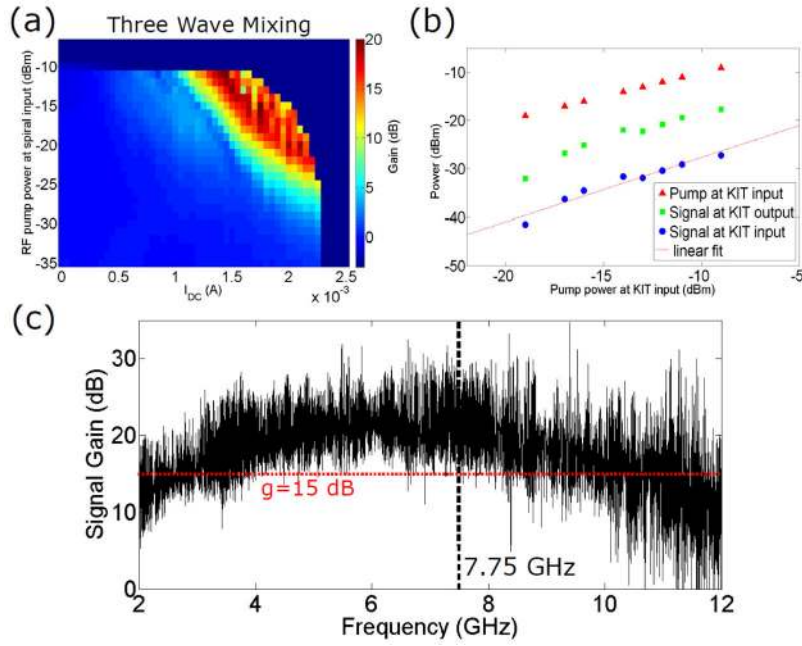 (a)
Three Wave Mixing
RF pump power at spiral input (dBm)
-10
-15
-20
-25
-30
-35
0
0.5
1
1.5
2
2.5
x 10⁻³
I_DC (A)
20
15
10
5
0
Gain (dB)
(b)
Power (dBm)
-10
-20
-30
-40
-50
-20
-15
-10
-5
Pump power at KIT input (dBm)
Pump at KIT input
Signal at KIT output
Signal at KIT input
linear fit
(c)
Signal Gain (dB)
30
20
10
0
g=15 dB
7.75 GHz
2
4
6
8
10
12
Frequency (GHz)